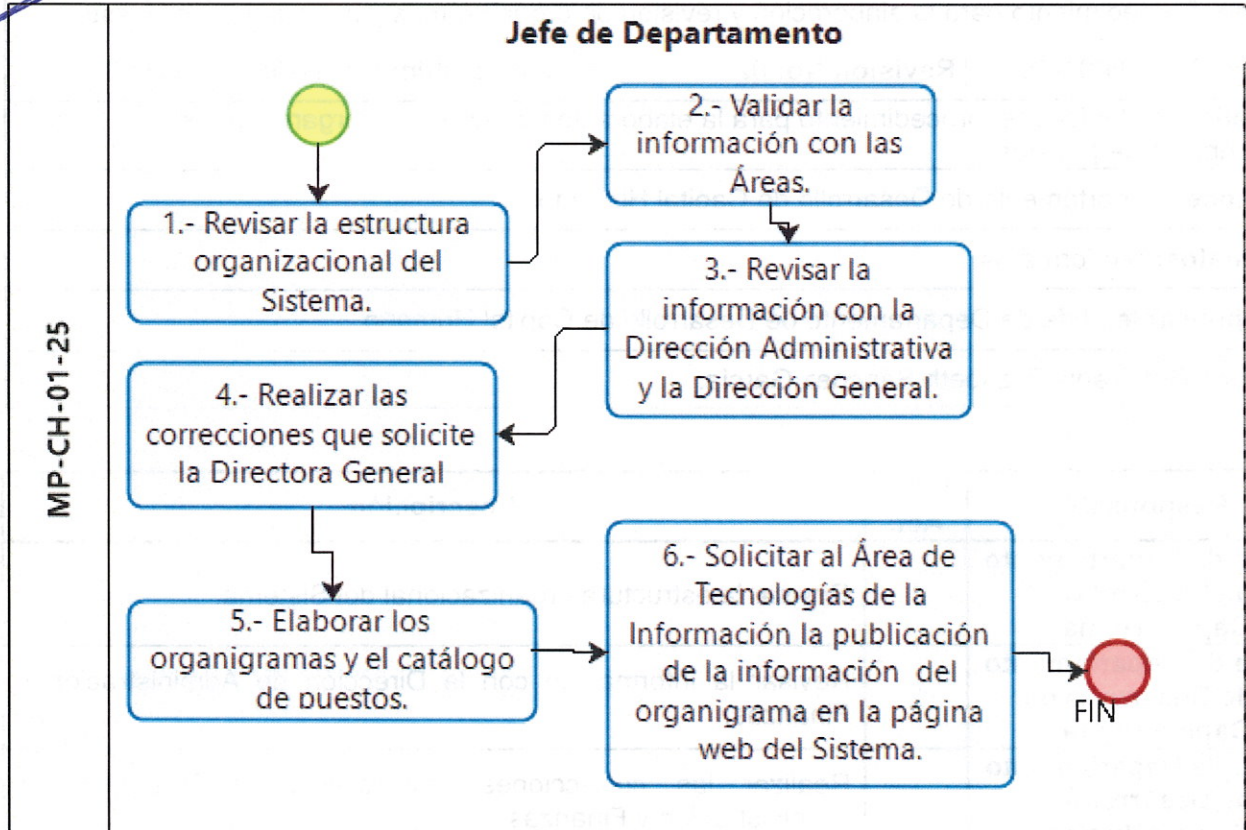 Jefe de Departamento
MP-CH-01-25
1.- Revisar la estructura
organizacional del
Sistema.
2.- Validar la
información con las
Áreas.
3.- Revisar la
información con la
Dirección Administrativa
y la Dirección General.
4.- Realizar las
correcciones que solicite
la Directora General
5.- Elaborar los
organigramas y el catálogo
de puestos.
6.- Solicitar al Área de
Tecnologías de la
Información la publicación
de la información del
organigrama en la página
web del Sistema.
FIN